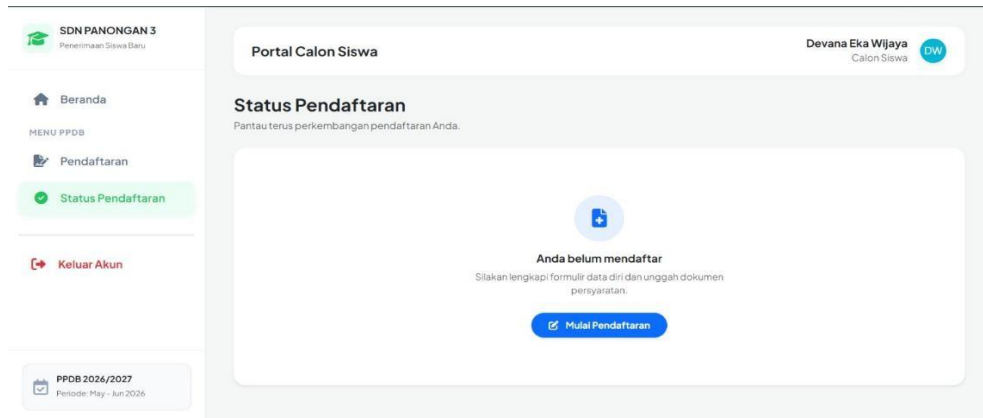 SDN PANONGAN 3
Penerimaan Siswa Baru
Beranda
MENU PPDB
Pendaftaran
Status Pendaftaran
Keluar Akun
PPDB 2026/2027
Periode: May - Jun 2026
Portal Calon Siswa
Devana Eka Wijaya
Calon Siswa
DW
Status Pendaftaran
Pantau terus perkembangan pendaftaran Anda.
Anda belum mendaftar
Silakan lengkapi formulir data diri dan unggah dokumen
persyaratan.
Mulai Pendaftaran